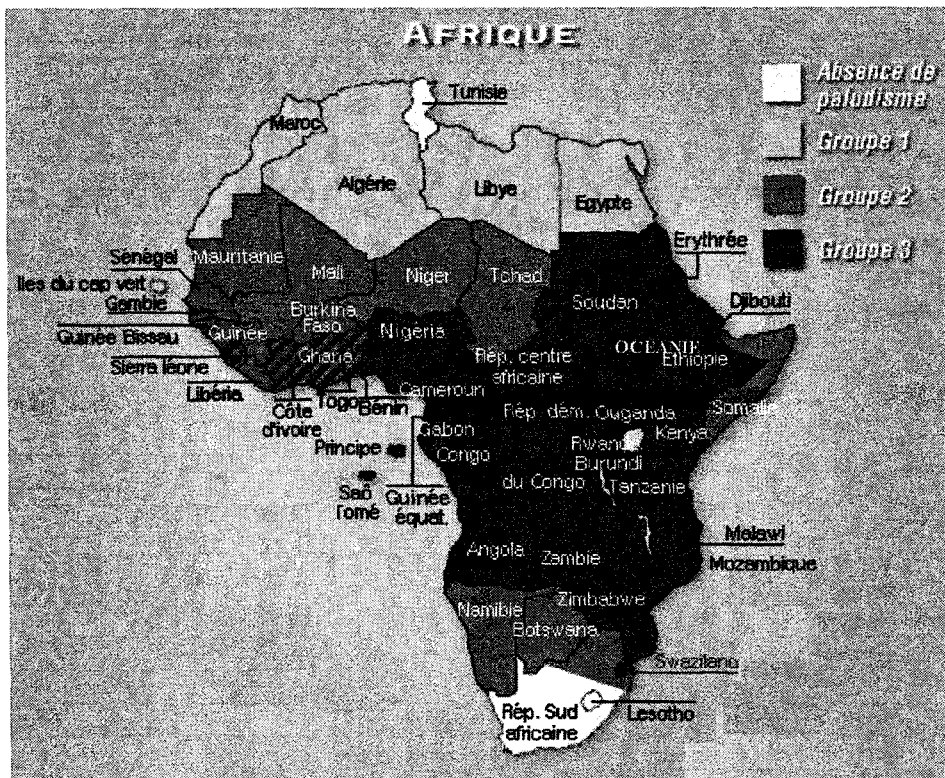 AFRIQUE
Absence de
paludisme
Groupe 1
Groupe 2
Groupe 3
Tunisie
Maroc
Algérie
Libye
Egypte
Erythrée
Sénégal
Mauritanie
Mali
Niger
Tchad
Soudan
Iles du cap vert
Gambie
Djibouti
Burkina
Faso
Guinée
Nigéria
Guinée Bissau
Ghana
Rép. centre
africaine
OCEANIE
Ethiopie
Sierra léone
Libéria
Côte
d'ivoire
Togo
Bénin
Cameroun
Rép. dém.
Ouganda
Somalie
Gabon
Kenya
Principe
Congo
Rwanda
Burundi
Saô
Tomé
Guinée
équat.
du Congo
Tanzanie
Angola
Zambie
Malawi
Mozambique
Namibie
Zimbabwe
Botswana
Swaziland
Rép. Sud
africaine
Lesotho